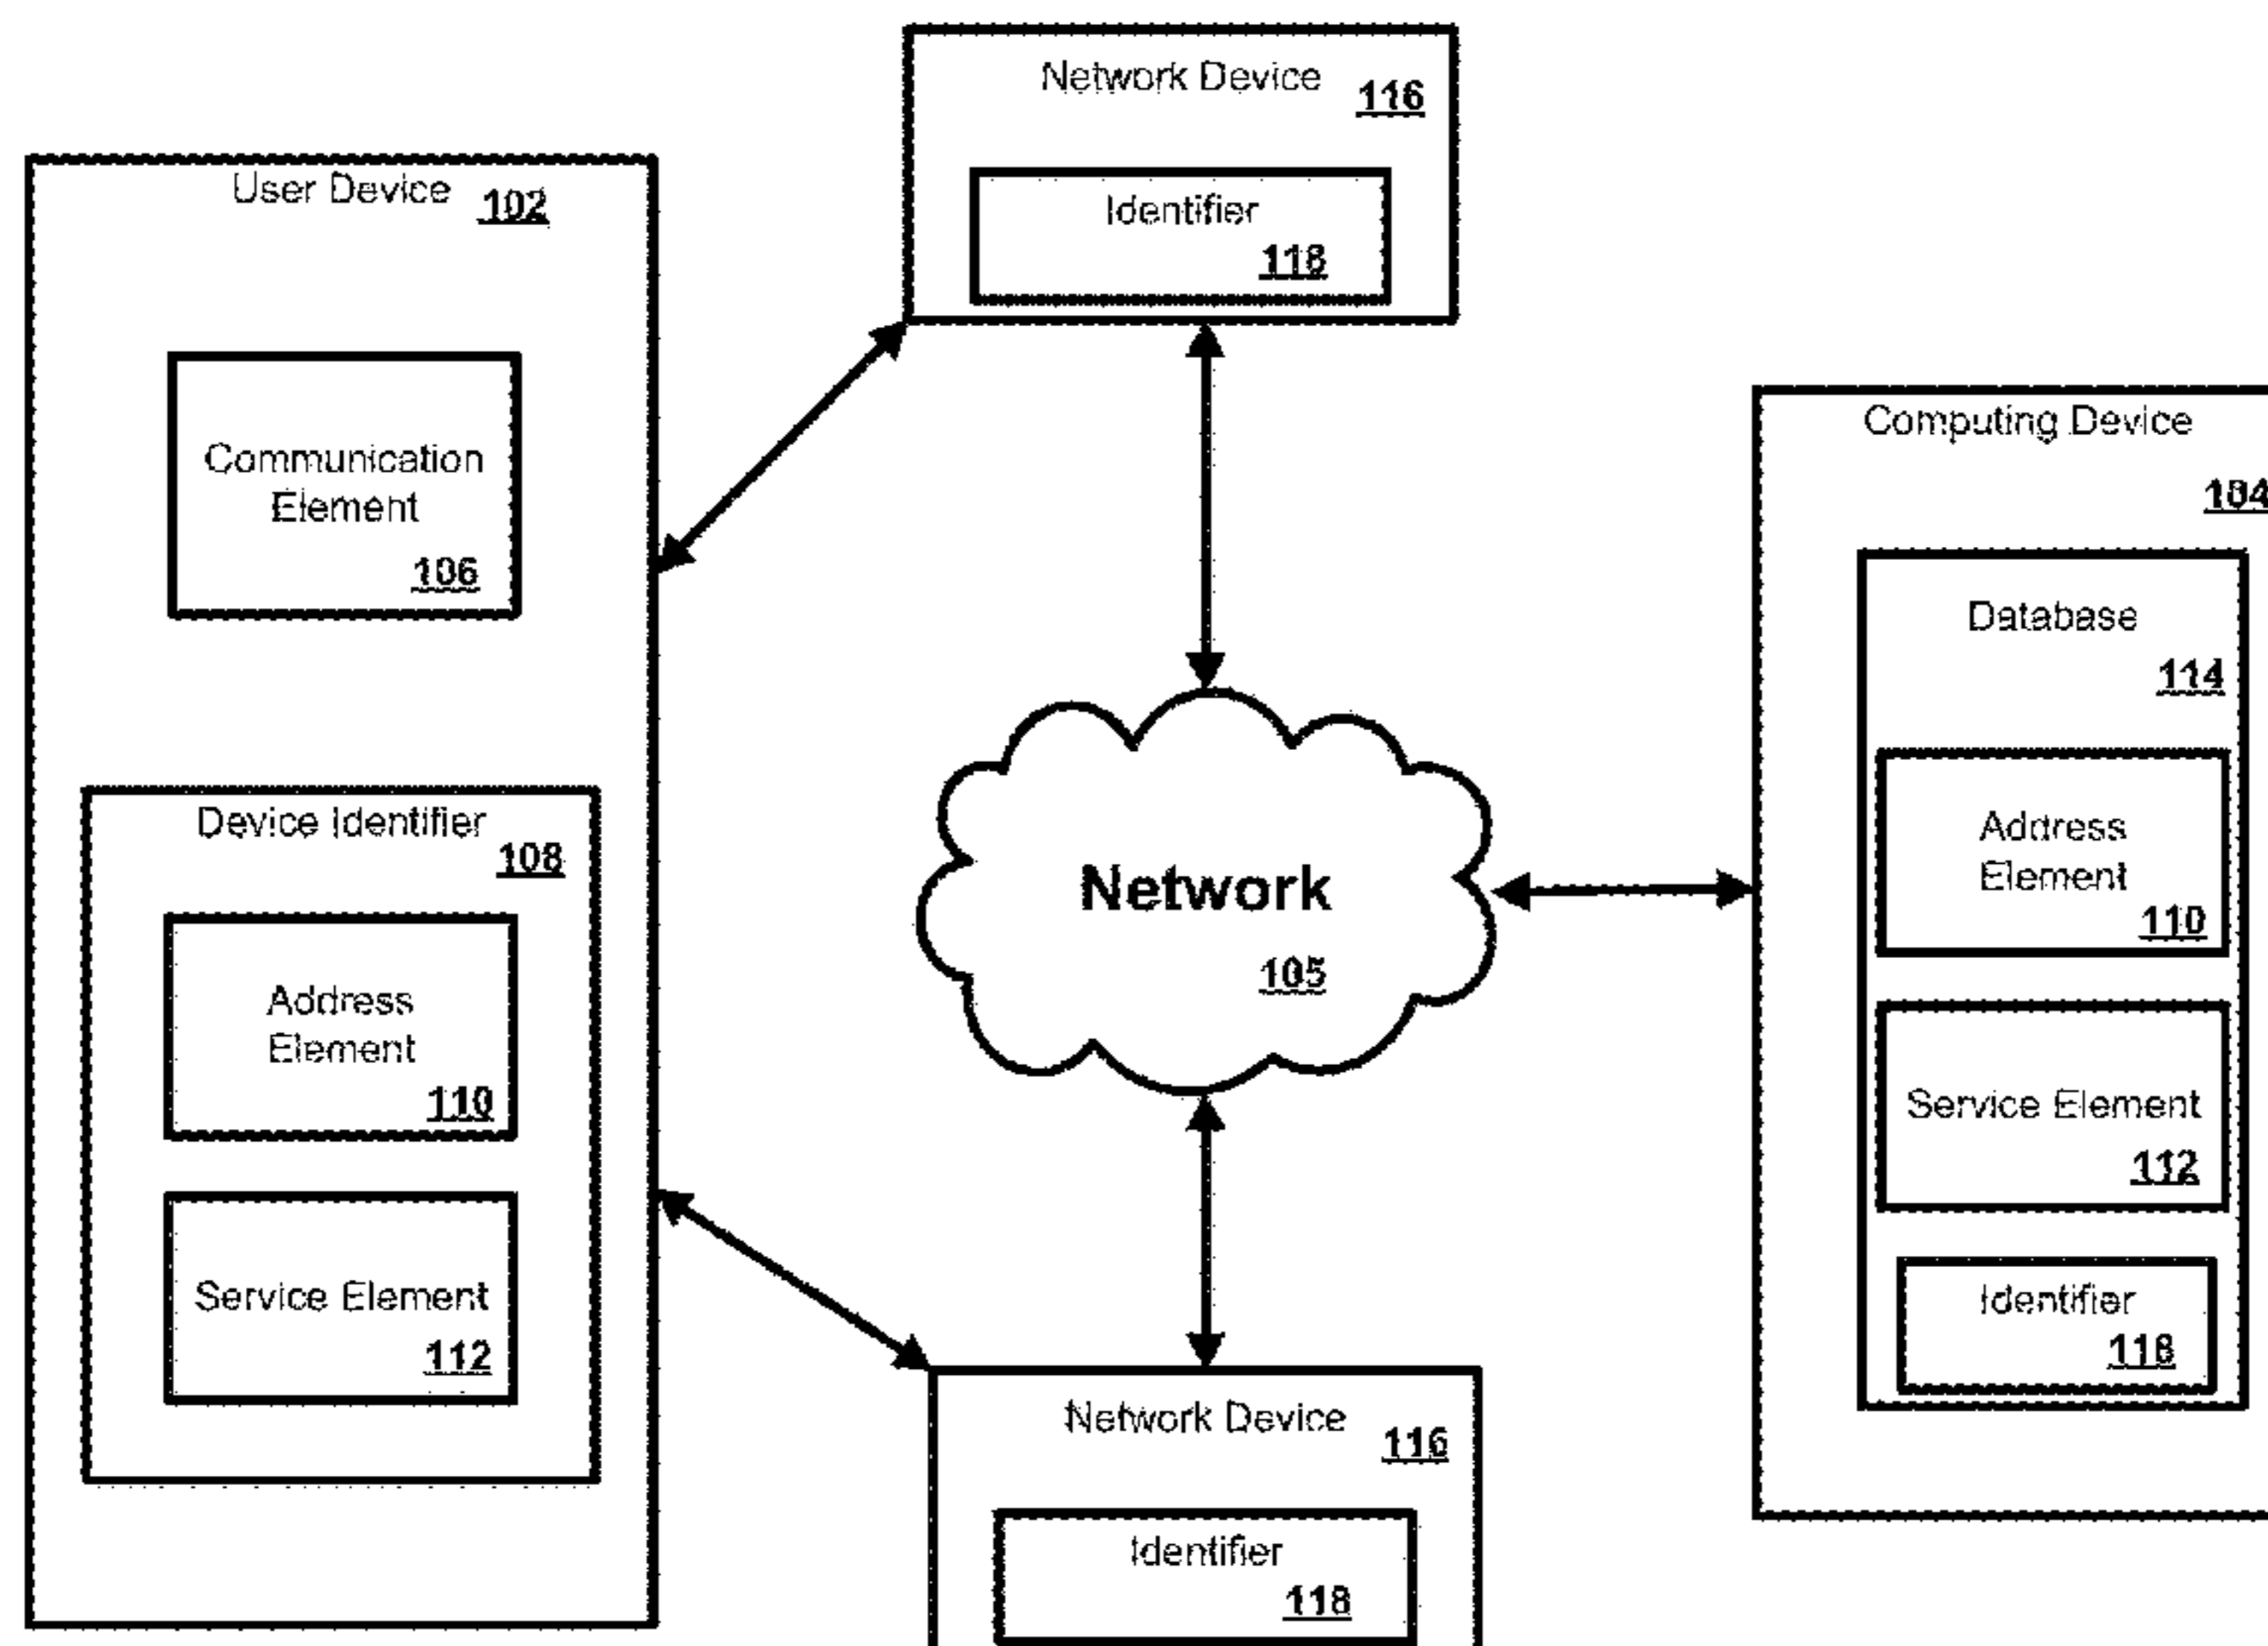 Network Device
116
Identifier
118
User Device
102
Communication
Element
106
Device Identifier
108
Address
Element
110
Service Element
112
Network
105
Computing Device
104
Database
114
Address
Element
110
Service Element
112
Identifier
118
Network Device
116
Identifier
118